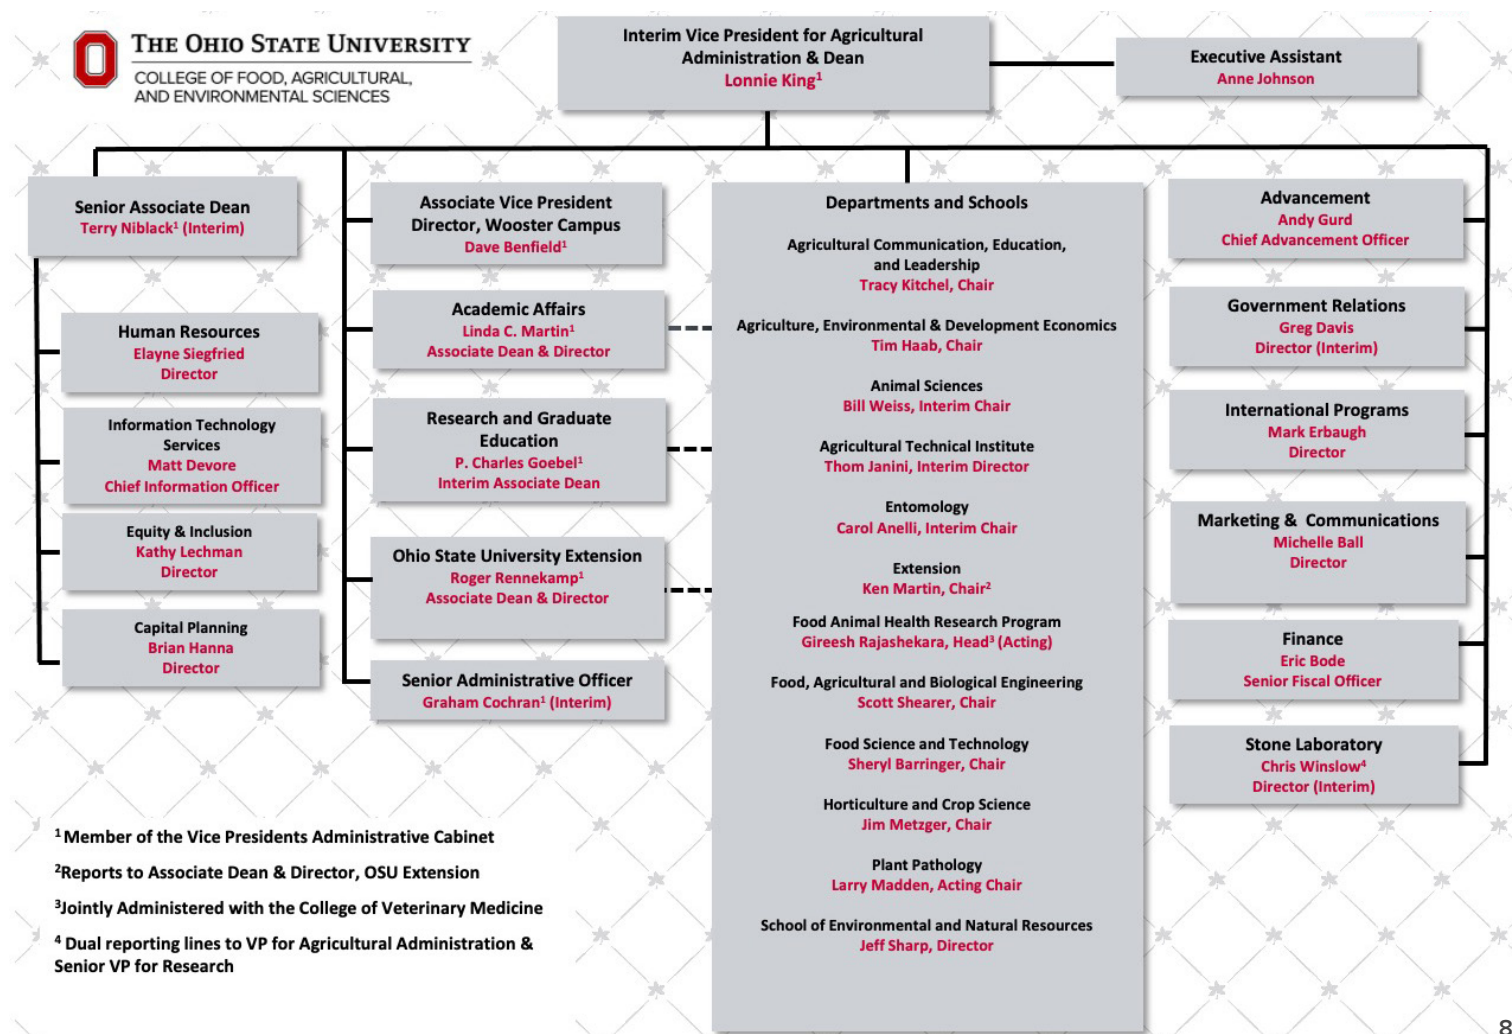 THE OHIO STATE UNIVERSITY
COLLEGE OF FOOD, AGRICULTURAL,
AND ENVIRONMENTAL SCIENCES
Interim Vice President for Agricultural
Administration & Dean
Lonnie King¹
Executive Assistant
Anne Johnson
Senior Associate Dean
Terry Niblack¹ (Interim)
Human Resources
Elayne Siegfried
Director
Information Technology
Services
Matt Devore
Chief Information Officer
Equity & Inclusion
Kathy Lechman
Director
Capital Planning
Brian Hanna
Director
Associate Vice President
Director, Wooster Campus
Dave Benfield¹
Academic Affairs
Linda C. Martin¹
Associate Dean & Director
Research and Graduate
Education
P. Charles Goebel¹
Interim Associate Dean
Ohio State University Extension
Roger Rennekamp¹
Associate Dean & Director
Senior Administrative Officer
Graham Cochran¹ (Interim)
Departments and Schools
Agricultural Communication, Education,
and Leadership
Tracy Kitchel, Chair
Agriculture, Environmental & Development Economics
Tim Haab, Chair
Animal Sciences
Bill Weiss, Interim Chair
Agricultural Technical Institute
Thom Janini, Interim Director
Entomology
Carol Anelli, Interim Chair
Extension
Ken Martin, Chair²
Food Animal Health Research Program
Gireesh Rajashekara, Head³ (Acting)
Food, Agricultural and Biological Engineering
Scott Shearer, Chair
Food Science and Technology
Sheryl Barringer, Chair
Horticulture and Crop Science
Jim Metzger, Chair
Plant Pathology
Larry Madden, Acting Chair
School of Environmental and Natural Resources
Jeff Sharp, Director
Advancement
Andy Gurd
Chief Advancement Officer
Government Relations
Greg Davis
Director (Interim)
International Programs
Mark Erbaugh
Director
Marketing & Communications
Michelle Ball
Director
Finance
Eric Bode
Senior Fiscal Officer
Stone Laboratory
Chris Winslow⁴
Director (Interim)
¹ Member of the Vice Presidents Administrative Cabinet
²Reports to Associate Dean & Director, OSU Extension
³Jointly Administered with the College of Veterinary Medicine
⁴ Dual reporting lines to VP for Agricultural Administration &
Senior VP for Research